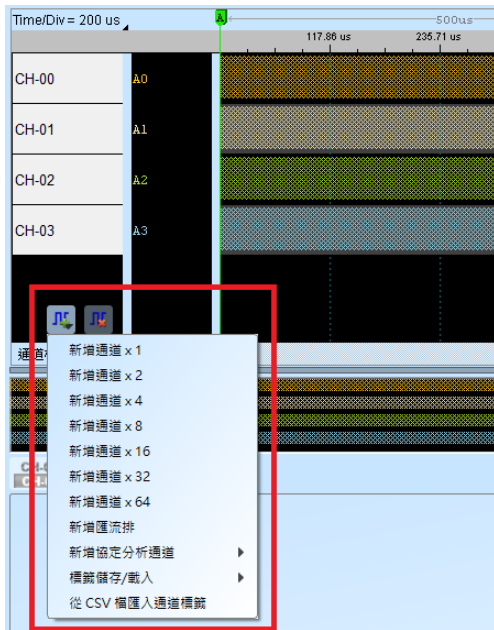 Time/Div = 200 us
A
500us
117.86 us
235.71 us
CH-00
A0
CH-01
A1
CH-02
A2
CH-03
A3
通道
新增通道 x 1
新增通道 x 2
新增通道 x 4
新增通道 x 8
新增通道 x 16
新增通道 x 32
新增通道 x 64
新增匯流排
新增協定分析通道
標籤儲存/載入
從 CSV 檔匯入通道標籤